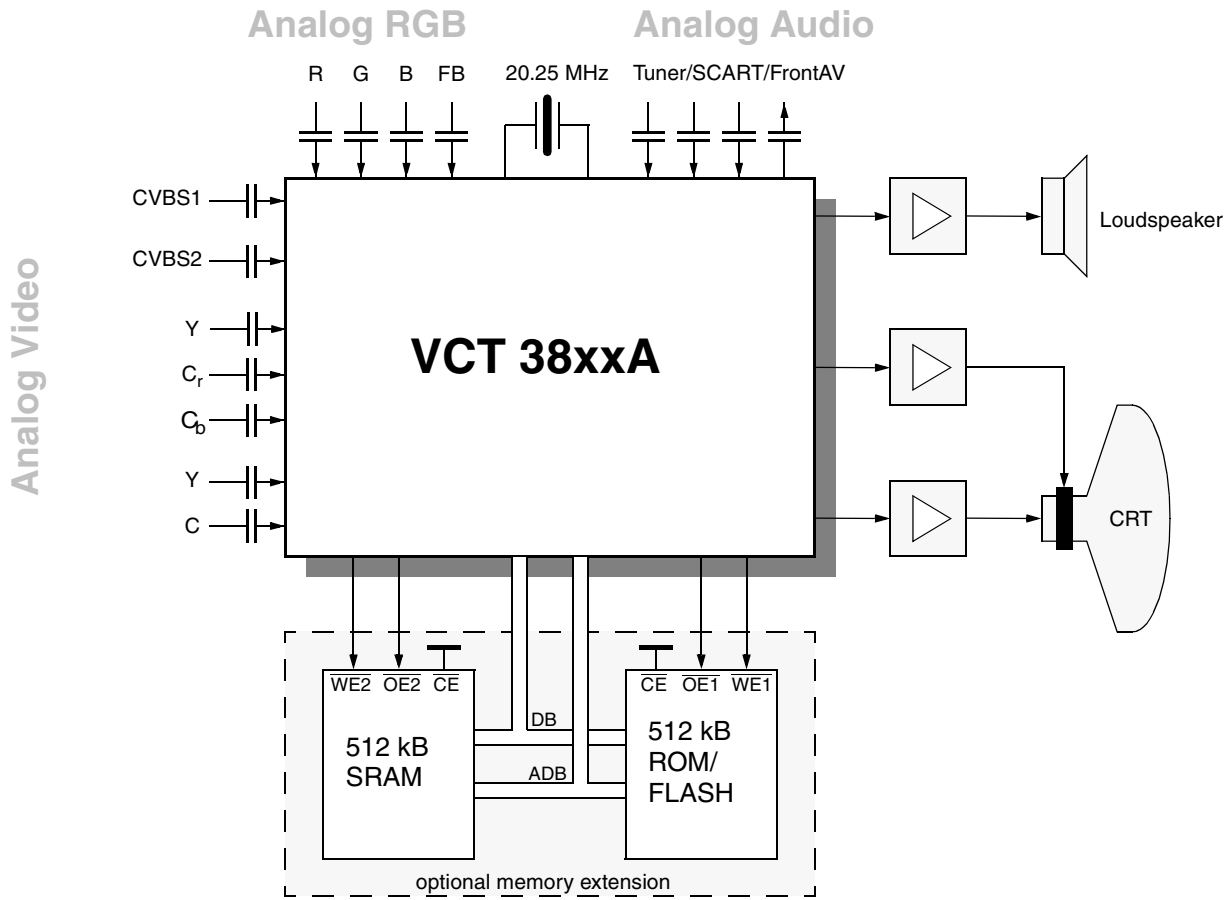 Analog RGB
Analog Audio
R G B FB
20.25 MHz
Tuner/SCART/FrontAV
Analog Video
CVBS1
CVBS2
Y
Cr
Cb
Y
C
VCT 38xxA
Loudspeaker
CRT
WE2 OE2 CE
CE OE1 WE1
512 kB
SRAM
DB
ADB
512 kB
ROM/
FLASH
optional memory extension